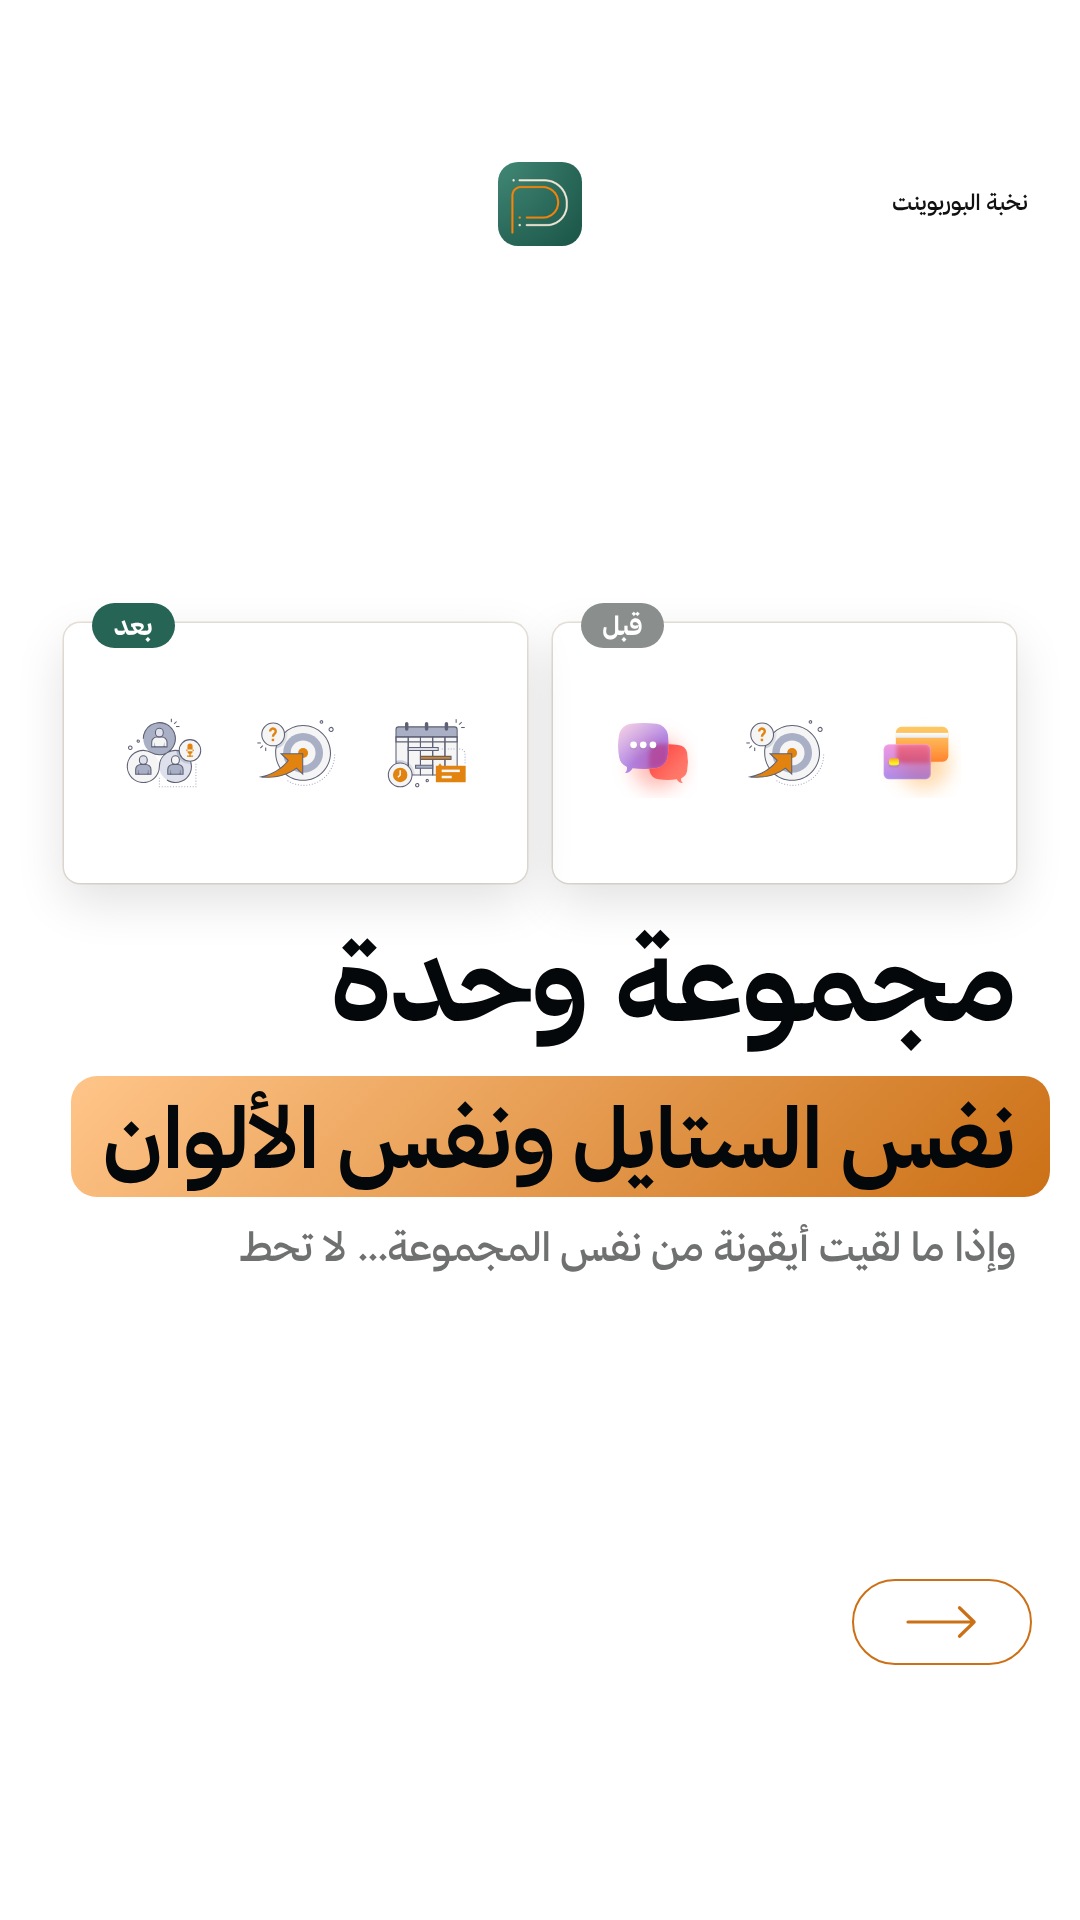 نخبة البوربوينت
قبل
بعد
مجموعة وحدة
نفس الستايل ونفس الألوان
وإذا ما لقيت أيقونة من نفس المجموعة... لا تحط